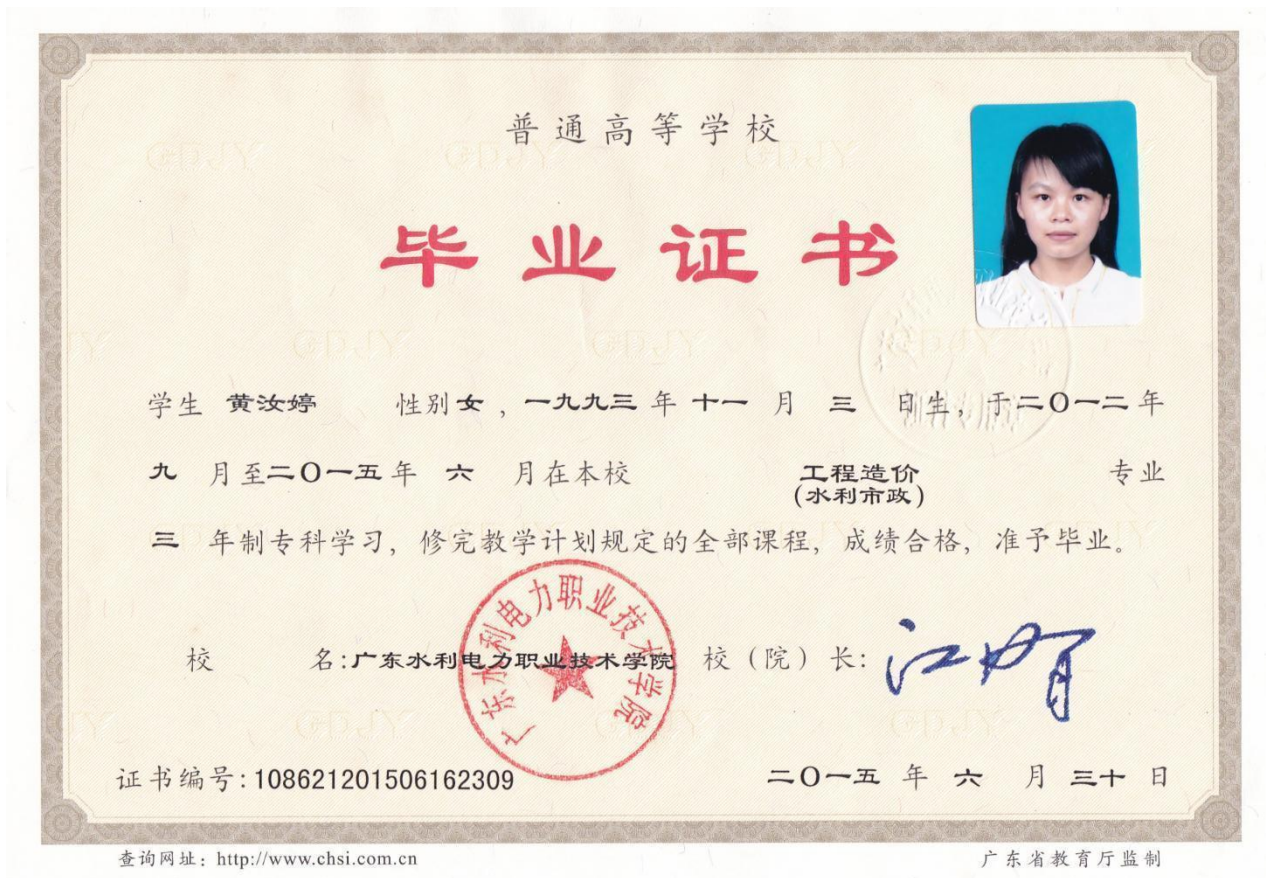 普通高等学校
毕业证书
学生 黄汝婷 性别女，一九九三年十一月三日生，于二〇一二年
九月至二〇一五年六月在本校 工程造价 专业
(水利市政)
三年制专科学习，修完教学计划规定的全部课程，成绩合格，准予毕业。
校 名:广东水利电力职业技术学院 校（院）长:
广东水利电力职业技术学院
证书编号:108621201506162309 二〇一五年六月三十日
查询网址：http://www.chsi.com.cn 广东省教育厅监制
GDJY